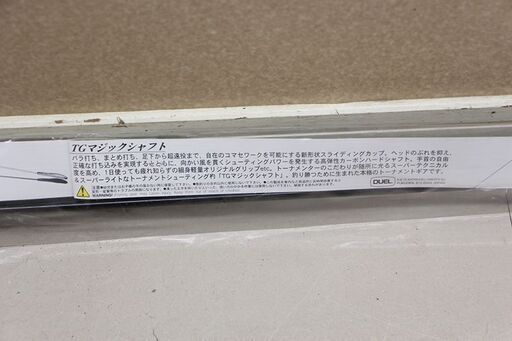 TGマジックシャフト
バラ打ち、まとめ打ち、足下から超遠投まで、自在のコマセワークを可能にする新形状スライディングカップ、ヘッドのぶれを抑え、
正確な打ち込みを実現するとともに、向かい風を貫くシューティングパワーを発生する高弾性カーボンハードシャフト、手首の自由
度を高め、1日使っても疲れ知らずの細身軽量オリジナルグリップetc。トーナメンターのこだわりが随所に光るスーパーテクニカル
&スーパーライトなトーナメントシューティング杓「TGマジックシャフト」。釣り勝つために生まれた本格のトーナメントギアです。
注意
WARNING!
DUEL